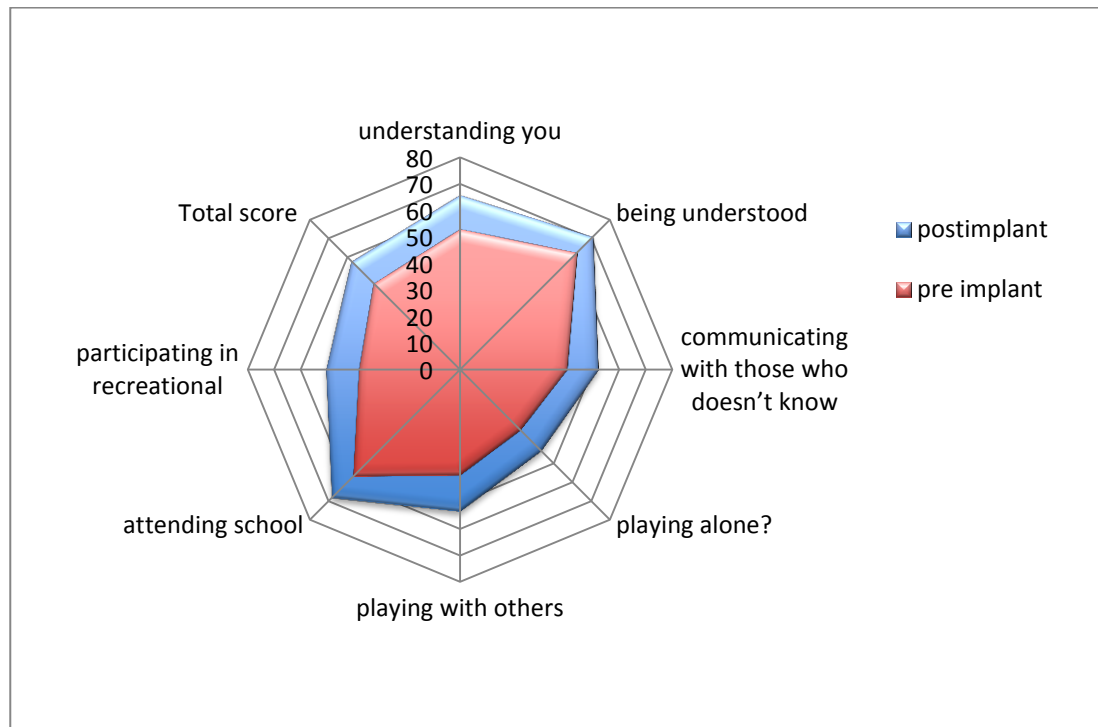 understanding you
80
70
60
50
40
30
20
10
0
being understood
communicating
with those who
doesn’t know
playing alone?
playing with others
attending school
participating in
recreational
Total score
postimplant
pre implant